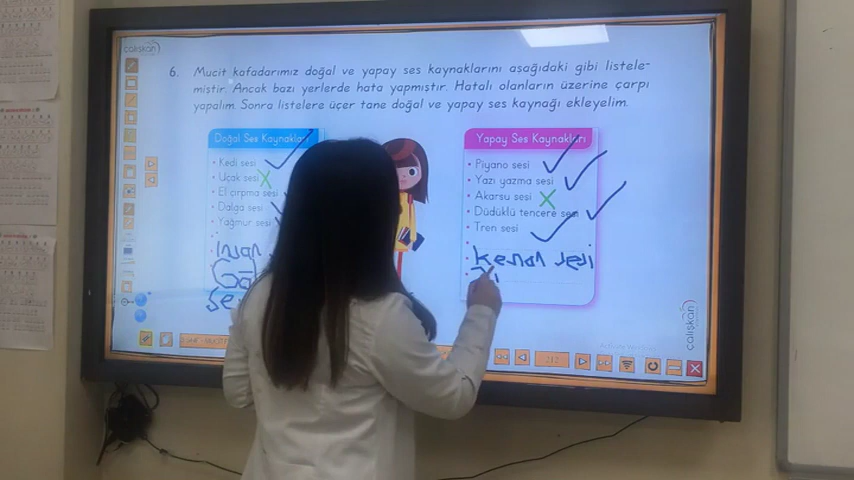 çalışkan
6. Mucit kafadarımız doğal ve yapay ses kaynaklarını aşağıdaki gibi listele-
miştir. Ancak bazı yerlerde hata yapmıştır. Hatalı olanların üzerine çarpı
yapalım. Sonra listelere üçer tane doğal ve yapay ses kaynağı ekleyelim.
Doğal Ses Kaynakları
• Kedi sesi
• Uçak sesi
• El çırpma sesi
• Dalga sesi
• Yağmur sesi
•
İnsan
•
Yapay Ses Kaynakları
• Piyano sesi
• Yazı yazma sesi
• Akarsu sesi
• Düdüklü tencere sesi
• Tren sesi
•
• sesi
•
çalışkan
212